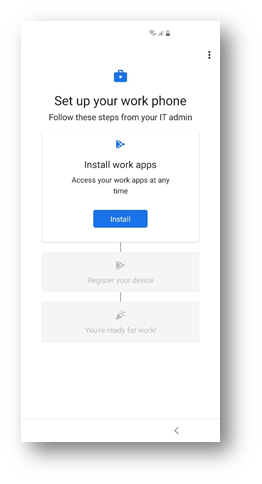 Set up your work phone
Follow these steps from your IT admin
Install work apps
Access your work apps at any
time
Install
Register your device
You're ready for work!